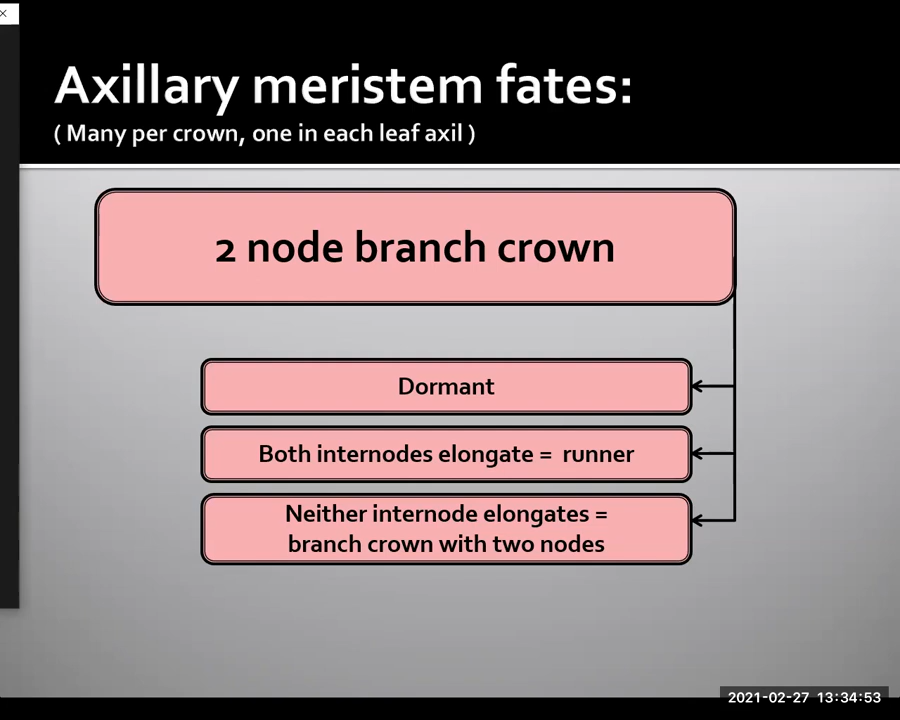 Axillary meristem fates:
( Many per crown, one in each leaf axil )
2 node branch crown
Dormant
Both internodes elongate = runner
Neither internode elongates =
branch crown with two nodes
2021-02-27 13:34:53